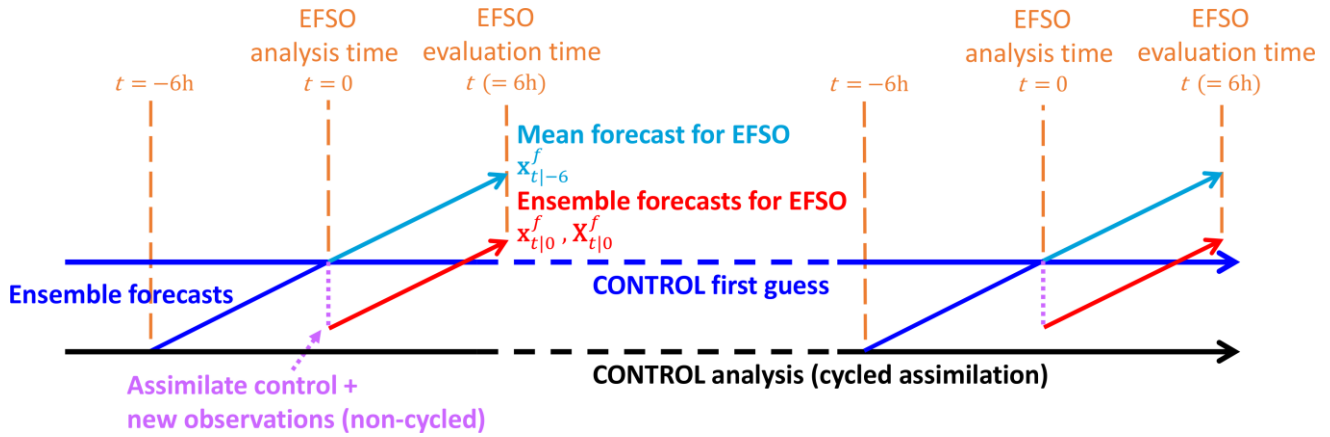 EFSO
analysis time
t = −6h
t = 0
EFSO
evaluation time
t (= 6h)
EFSO
analysis time
t = −6h
t = 0
EFSO
evaluation time
t (= 6h)
Mean forecast for EFSO
x^f_{t|−6}
Ensemble forecasts for EFSO
x^f_{t|0} , X^f_{t|0}
Ensemble forecasts
CONTROL first guess
CONTROL analysis (cycled assimilation)
Assimilate control +
new observations (non-cycled)